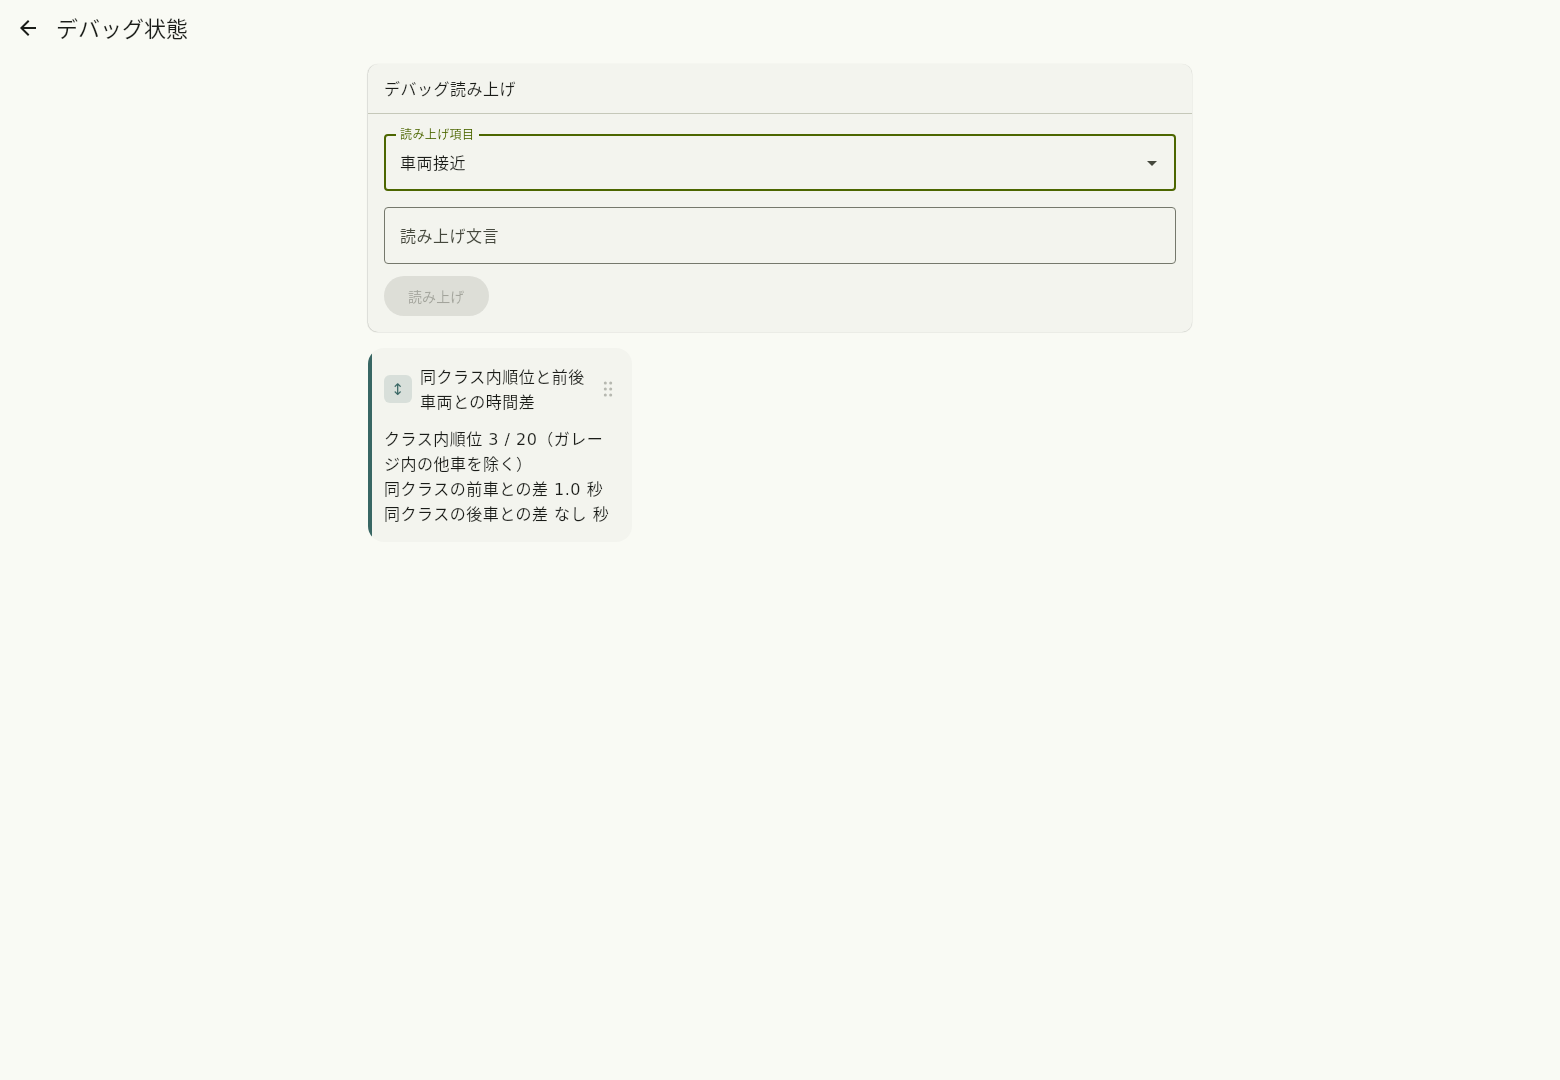 デバッグ状態
デバッグ読み上げ
読み上げ項目
車両接近
読み上げ文言
読み上げ
同クラス内順位と前後
車両との時間差
クラス内順位 3 / 20（ガレー
ジ内の他車を除く）
同クラスの前車との差 1.0 秒
同クラスの後車との差 なし 秒